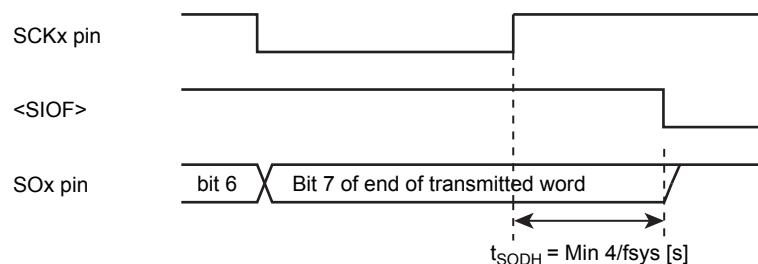 SCKx pin
<SIOF>
SOx pin
bit 6
Bit 7 of end of transmitted word
tSODH = Min 4/fsys [s]